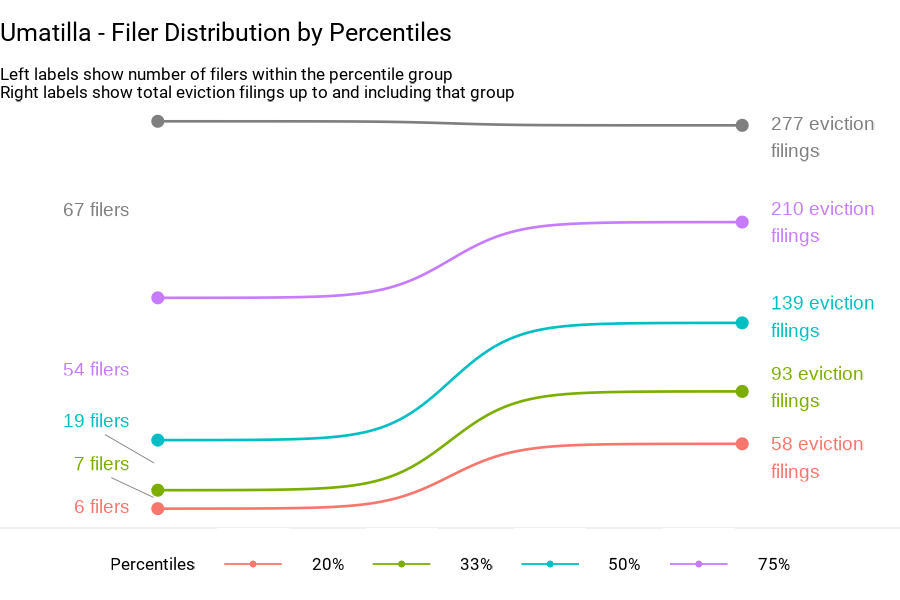 Umatilla - Filer Distribution by Percentiles
Left labels show number of filers within the percentile group
Right labels show total eviction filings up to and including that group
277 eviction
filings
67 filers
210 eviction
filings
139 eviction
filings
54 filers
93 eviction
filings
19 filers
58 eviction
filings
7 filers
6 filers
Percentiles 20% 33% 50% 75%